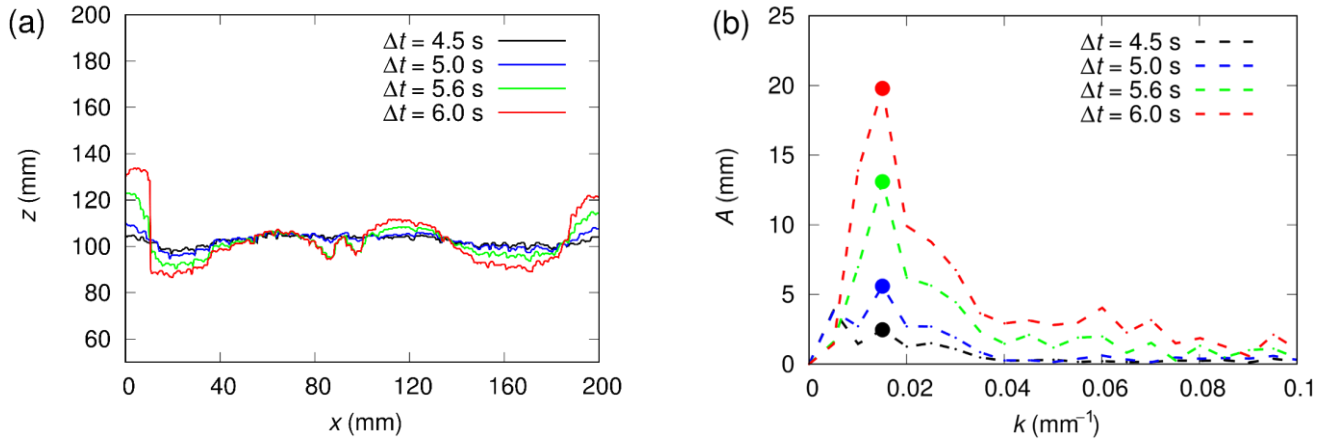 (a)
200
180
160
140
120
100
80
60
z (mm)
Δt = 4.5 s
Δt = 5.0 s
Δt = 5.6 s
Δt = 6.0 s
0 40 80 120 160 200
x (mm)
(b)
25
20
15
10
5
0
A (mm)
Δt = 4.5 s
Δt = 5.0 s
Δt = 5.6 s
Δt = 6.0 s
0 0.02 0.04 0.06 0.08 0.1
k (mm⁻¹)